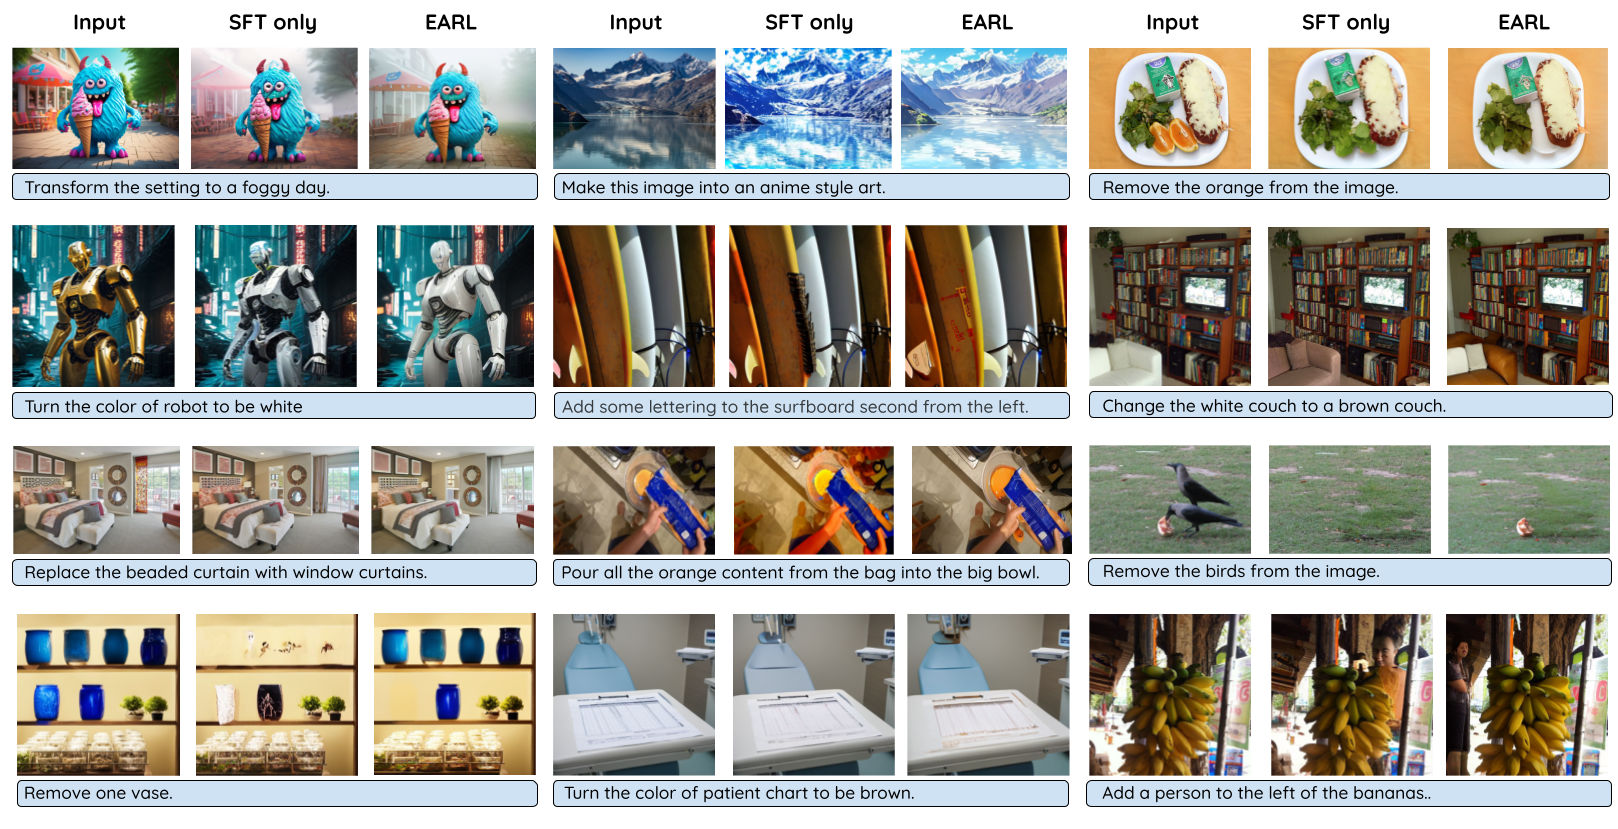 Input
SFT only
EARL
Input
SFT only
EARL
Input
SFT only
EARL
Transform the setting to a foggy day.
Make this image into an anime style art.
Remove the orange from the image.
Turn the color of robot to be white
Add some lettering to the surfboard second from the left.
Change the white couch to a brown couch.
Replace the beaded curtain with window curtains.
Pour all the orange content from the bag into the big bowl.
Remove the birds from the image.
Remove one vase.
Turn the color of patient chart to be brown.
Add a person to the left of the bananas..